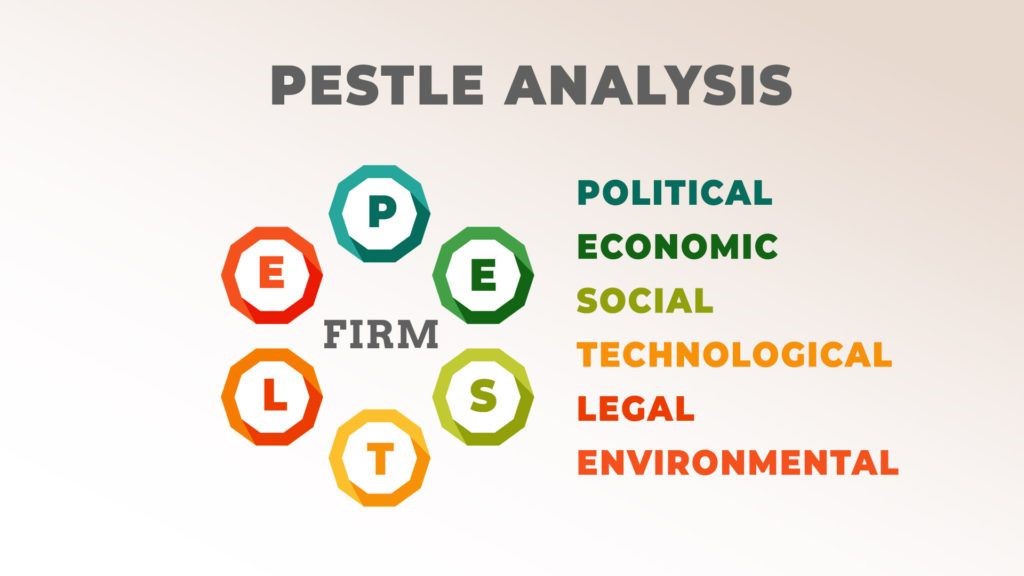 PESTLE ANALYSIS
P
E
S
T
L
E
FIRM
POLITICAL
ECONOMIC
SOCIAL
TECHNOLOGICAL
LEGAL
ENVIRONMENTAL